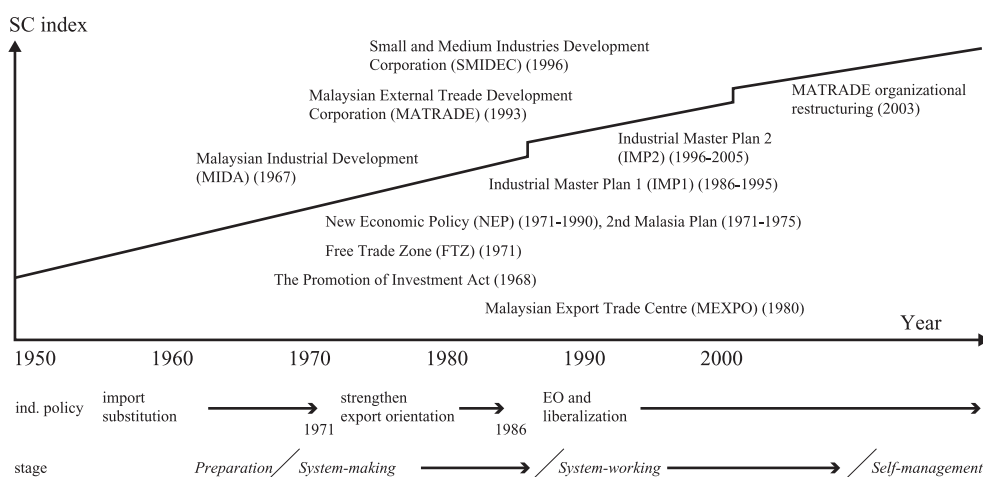 SC index
Small and Medium Industries Development
Corporation (SMIDEC) (1996)
Malaysian External Treade Development
Corporation (MATRADE) (1993)
MATRADE organizational
restructuring (2003)
Malaysian Industrial Development
(MIDA) (1967)
Industrial Master Plan 2
(IMP2) (1996-2005)
Industrial Master Plan 1 (IMP1) (1986-1995)
New Economic Policy (NEP) (1971-1990), 2nd Malasia Plan (1971-1975)
Free Trade Zone (FTZ) (1971)
The Promotion of Investment Act (1968)
Malaysian Export Trade Centre (MEXPO) (1980)
Year
1950 1960 1970 1980 1990 2000
ind. policy
import
substitution
1971
strengthen
export orientation
1986
EO and
liberalization
stage Preparation System-making System-working Self-management